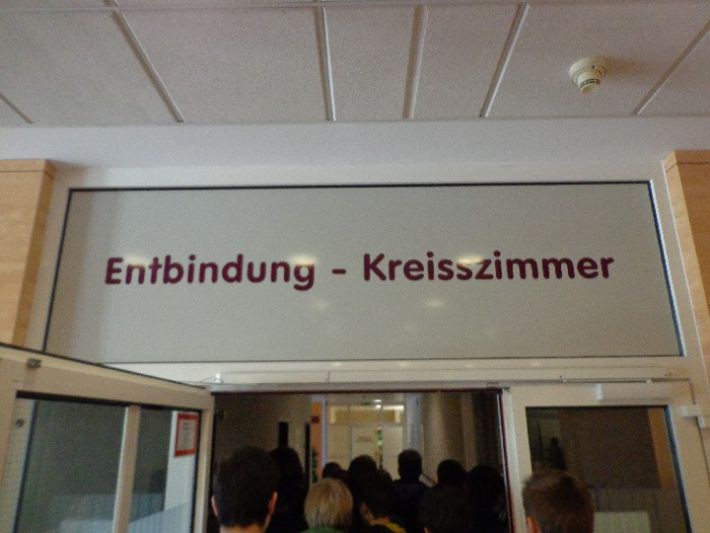 Entbindung - Kreisszimmer